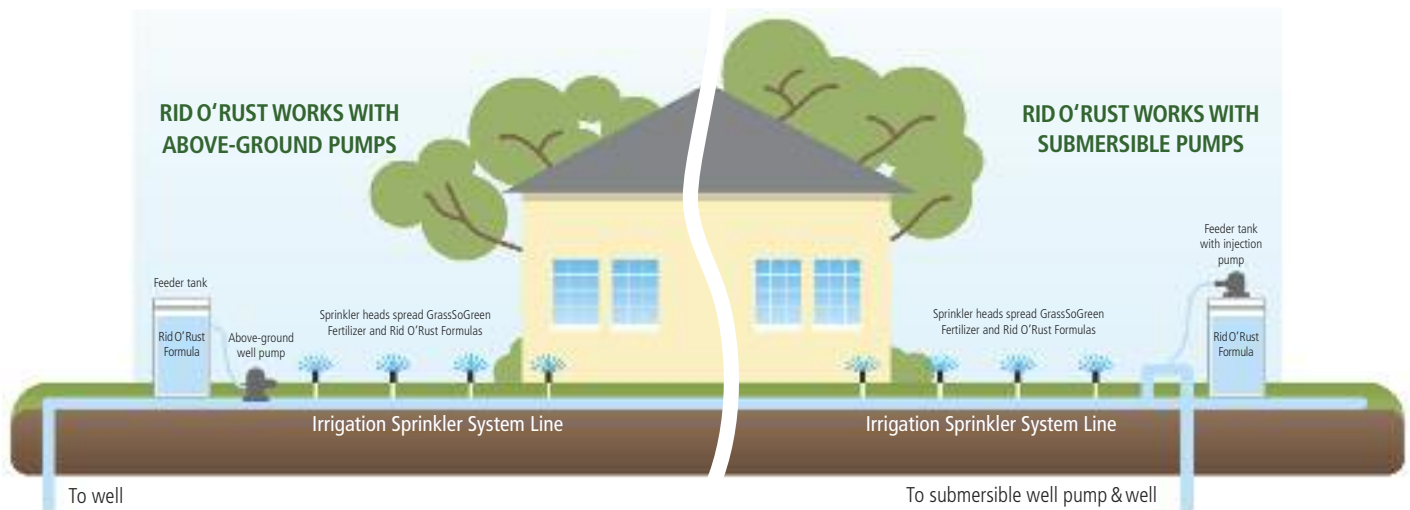 RID O'RUST WORKS WITH
ABOVE-GROUND PUMPS
Feeder tank
Rid O'Rust
Formula
Above-ground
well pump
Sprinkler heads spread GrassSoGreen
Fertilizer and Rid O'Rust Formulas
Irrigation Sprinkler System Line
To well
RID O'RUST WORKS WITH
SUBMERSIBLE PUMPS
Feeder tank
with injection
pump
Sprinkler heads spread GrassSoGreen
Fertilizer and Rid O'Rust Formulas
Rid O'Rust
Formula
Irrigation Sprinkler System Line
To submersible well pump & well